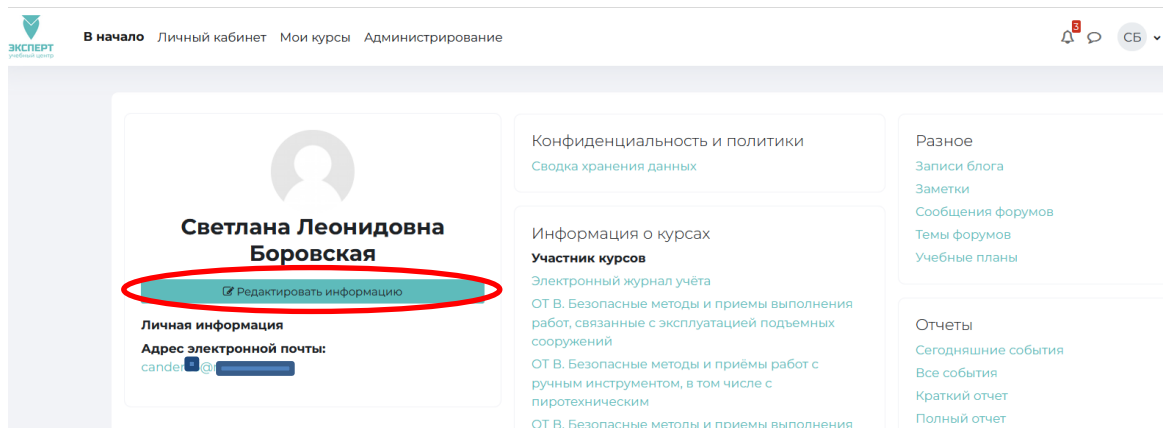 ЭКСПЕРТ
учебный центр
В начало Личный кабинет Мои курсы Администрирование
3
СБ
Светлана Леонидовна
Боровская
Редактировать информацию
Личная информация
Адрес электронной почты:
Конфиденциальность и политики
Сводка хранения данных
Информация о курсах
Участник курсов
Электронный журнал учёта
ОТ В. Безопасные методы и приемы выполнения
работ, связанные с эксплуатацией подъемных
сооружений
ОТ В. Безопасные методы и приёмы работ с
ручным инструментом, в том числе с
пиротехническим
ОТ В. Безопасные методы и приемы выполнения
Разное
Записи блога
Заметки
Сообщения форумов
Темы форумов
Учебные планы
Отчеты
Сегодняшние события
Все события
Краткий отчет
Полный отчет